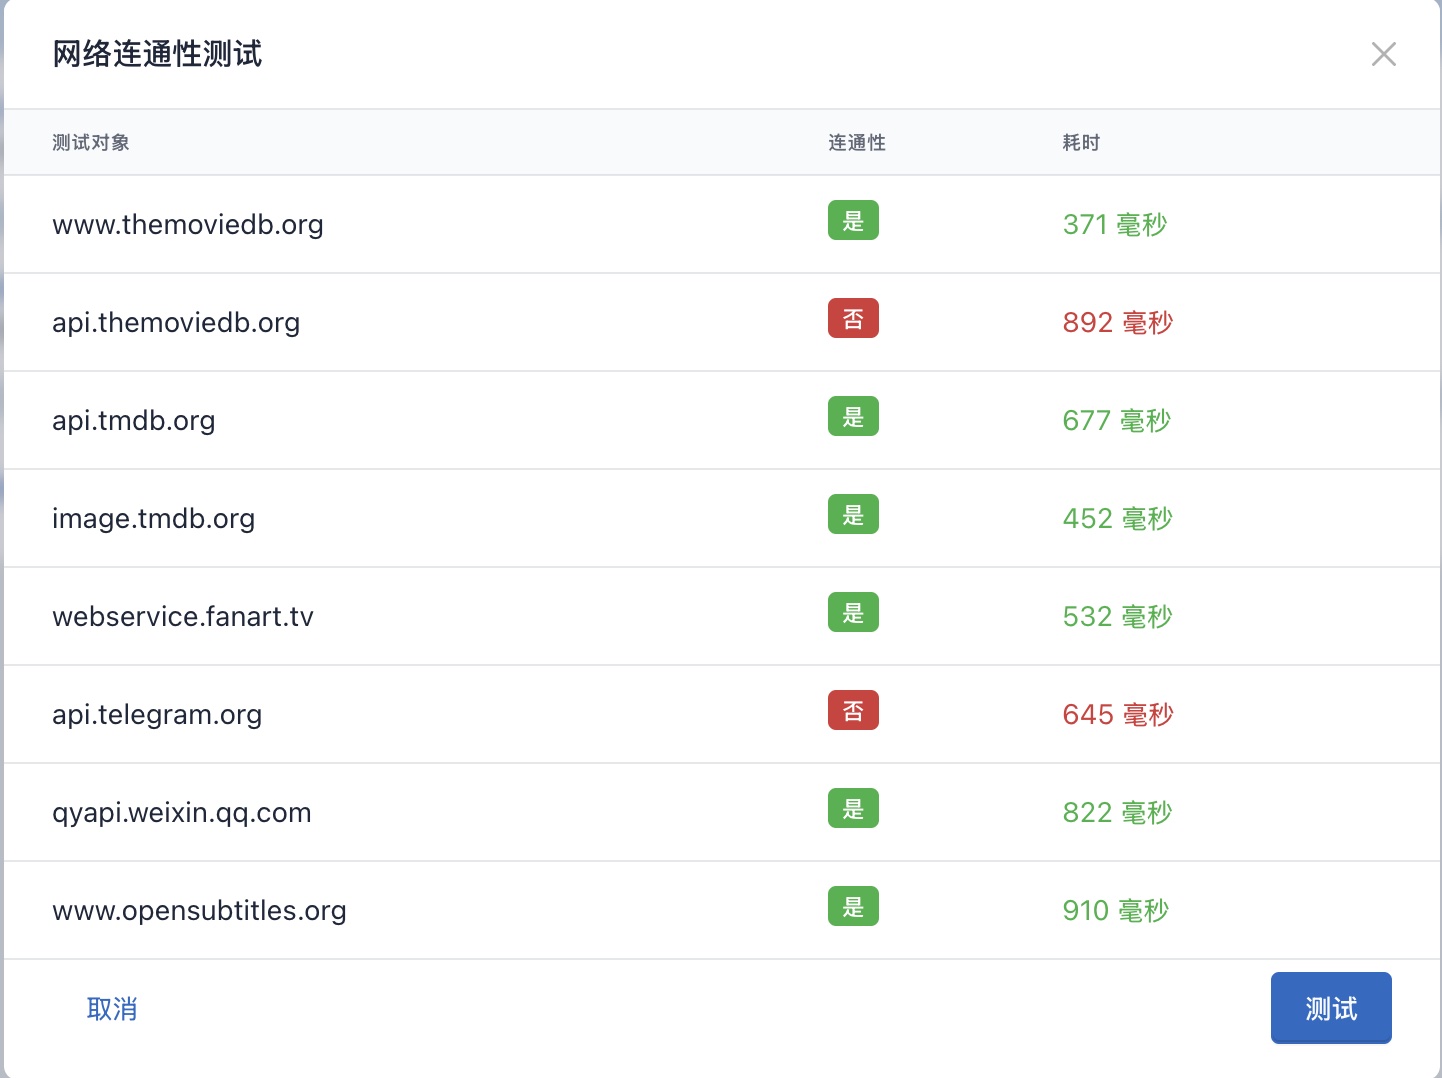 网络连通性测试
测试对象 连通性 耗时
www.themoviedb.org 是 371 毫秒
api.themoviedb.org 否 892 毫秒
api.tmdb.org 是 677 毫秒
image.tmdb.org 是 452 毫秒
webservice.fanart.tv 是 532 毫秒
api.telegram.org 否 645 毫秒
qyapi.weixin.qq.com 是 822 毫秒
www.opensubtitles.org 是 910 毫秒
取消 测试